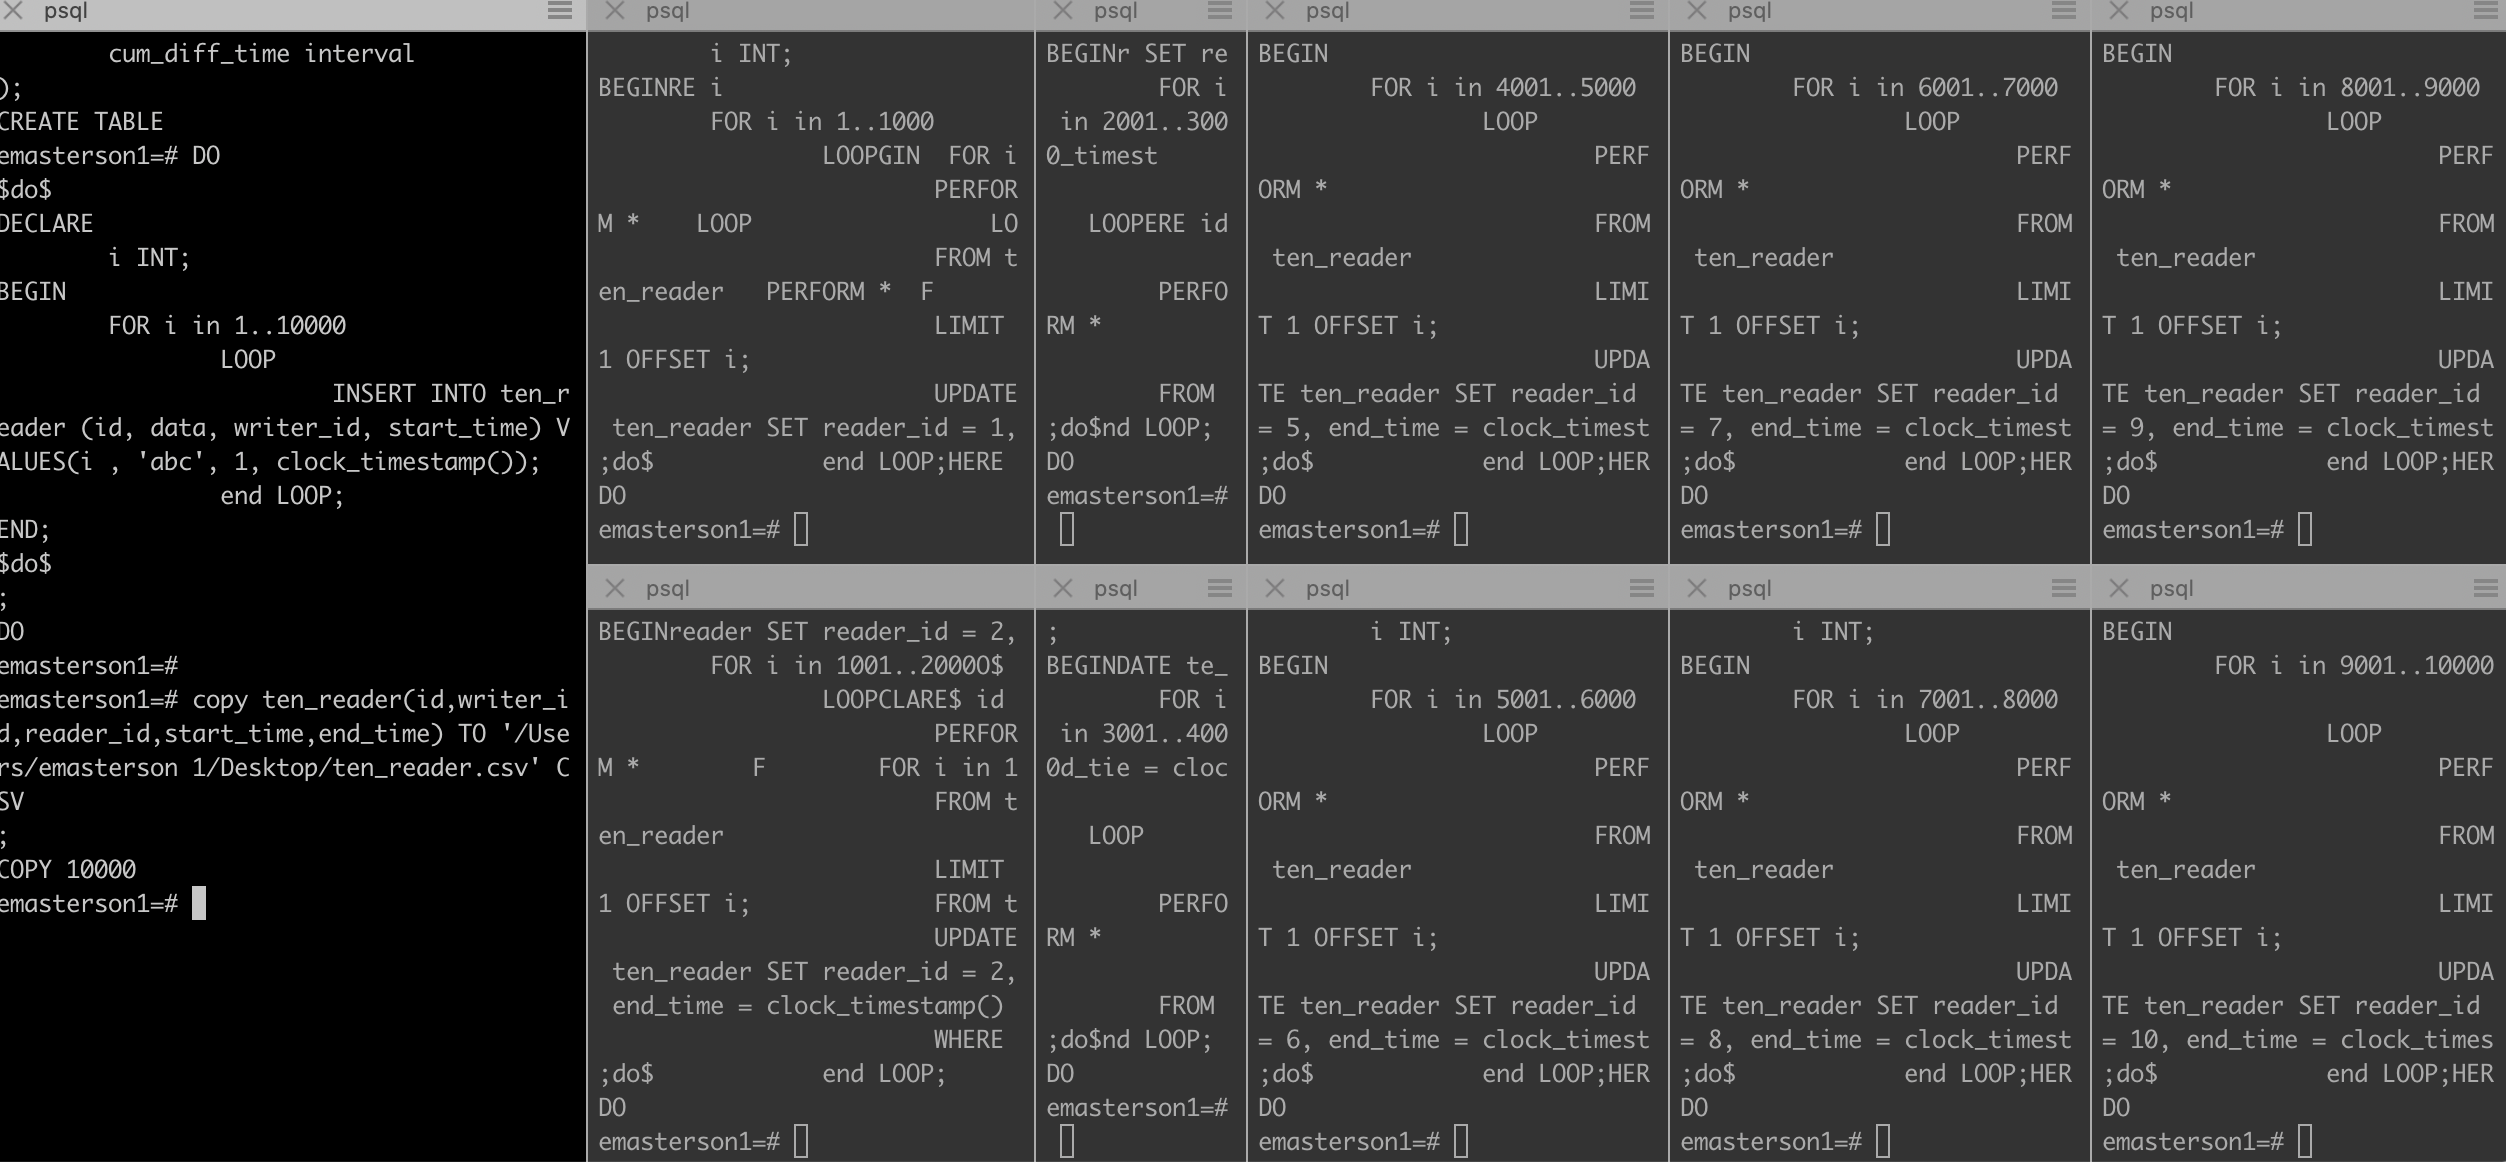 psql
cum_diff_time interval
);
CREATE TABLE
emasterson1=# DO
$do$
DECLARE
i INT;
BEGIN
FOR i in 1..10000
LOOP
INSERT INTO ten_r
eader (id, data, writer_id, start_time) V
ALUES(i , 'abc', 1, clock_timestamp());
end LOOP;
END;
$do$
;
DO
emasterson1=#
emasterson1=# copy ten_reader(id,writer_i
d,reader_id,start_time,end_time) TO '/Use
rs/emasterson 1/Desktop/ten_reader.csv' C
SV
;
COPY 10000
emasterson1=#
psql
i INT;
BEGINRE i
FOR i in 1..1000
LOOPGIN FOR i
PERFOR
M * LOOP LO
FROM t
en_reader PERFORM * F
LIMIT
1 OFFSET i;
UPDATE
ten_reader SET reader_id = 1,
;do$ end LOOP;HERE
DO
emasterson1=#
psql
BEGINr SET re
FOR i
in 2001..300
0_timest
LOOPERE id
PERFO
RM *
FROM
;do$nd LOOP;
DO
emasterson1=#
psql
BEGIN
FOR i in 4001..5000
LOOP
PERF
ORM *
FROM
ten_reader
LIMI
T 1 OFFSET i;
UPDA
TE ten_reader SET reader_id
= 5, end_time = clock_timest
;do$ end LOOP;HER
DO
emasterson1=#
psql
BEGIN
FOR i in 6001..7000
LOOP
PERF
ORM *
FROM
ten_reader
LIMI
T 1 OFFSET i;
UPDA
TE ten_reader SET reader_id
= 7, end_time = clock_timest
;do$ end LOOP;HER
DO
emasterson1=#
psql
BEGIN
FOR i in 8001..9000
LOOP
PERF
ORM *
FROM
ten_reader
LIMI
T 1 OFFSET i;
UPDA
TE ten_reader SET reader_id
= 9, end_time = clock_timest
;do$ end LOOP;HER
DO
emasterson1=#
psql
BEGINreader SET reader_id = 2,
FOR i in 1001..2000O$
LOOPCLARE$ id
PERFOR
M * F FOR i in 1
FROM t
en_reader
LIMIT
1 OFFSET i; FROM t
UPDATE
ten_reader SET reader_id = 2,
end_time = clock_timestamp()
WHERE
;do$ end LOOP;
DO
emasterson1=#
psql
;
BEGINDATE te_
FOR i
in 3001..400
0d_tie = cloc
LOOP
PERFO
RM *
FROM
;do$nd LOOP;
DO
emasterson1=#
psql
i INT;
BEGIN
FOR i in 5001..6000
LOOP
PERF
ORM *
FROM
ten_reader
LIMI
T 1 OFFSET i;
UPDA
TE ten_reader SET reader_id
= 6, end_time = clock_timest
;do$ end LOOP;HER
DO
emasterson1=#
psql
i INT;
BEGIN
FOR i in 7001..8000
LOOP
PERF
ORM *
FROM
ten_reader
LIMI
T 1 OFFSET i;
UPDA
TE ten_reader SET reader_id
= 8, end_time = clock_timest
;do$ end LOOP;HER
DO
emasterson1=#
psql
BEGIN
FOR i in 9001..10000
LOOP
PERF
ORM *
FROM
ten_reader
LIMI
T 1 OFFSET i;
UPDA
TE ten_reader SET reader_id
= 10, end_time = clock_times
;do$ end LOOP;HER
DO
emasterson1=#